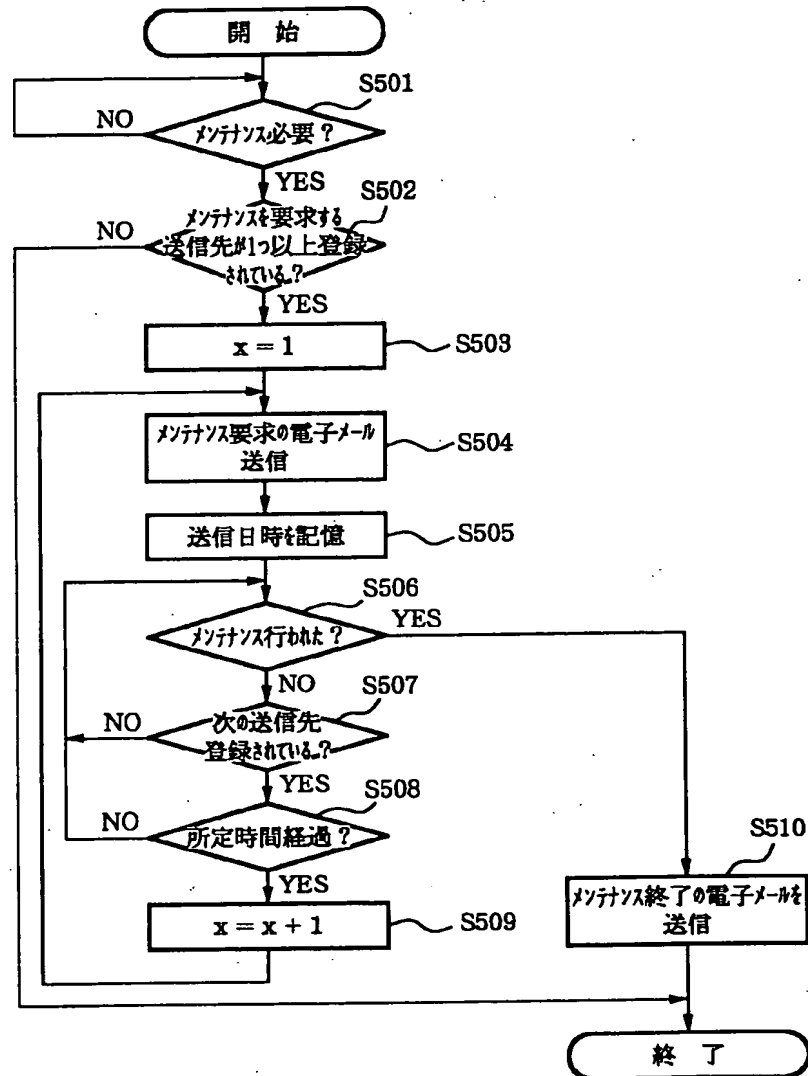 開始
S501
NO
メンテナンス必要?
YES
S502
NO
メンテナンスを要求する
送信先が1つ以上登録
されている?
YES
x = 1
S503
メンテナンス要求の電子メール
送信
S504
送信日時を記憶
S505
S506
メンテナンス行われた?
YES
NO
S507
NO
次の送信先
登録されている?
YES
S508
NO
所定時間経過?
YES
S510
x = x + 1
S509
メンテナンス終了の電子メールを
送信
終了